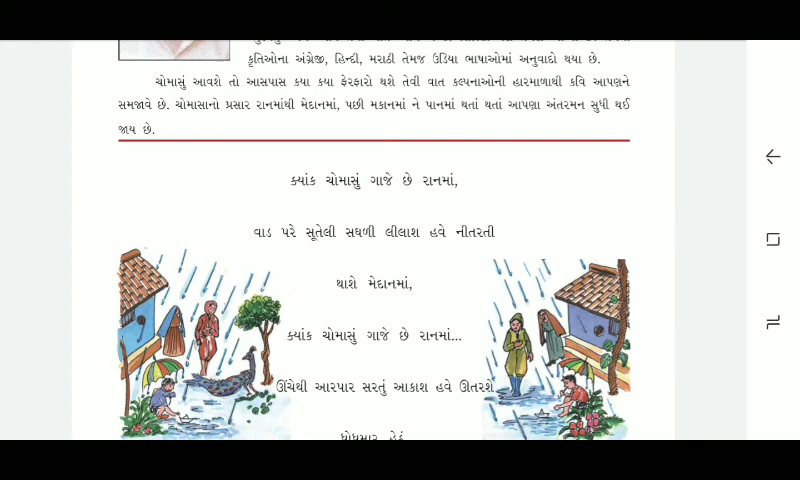 કૃતિઓના અંગ્રેજી, હિન્દી, મરાઠી તેમજ ઉડિયા ભાષાઓમાં અનુવાદો થયા છે.
ચોમાસું આવશે તો આસપાસ કયા કયા ફેરફારો થશે તેવી વાત કલ્પનાઓની હારમાળાથી કવિ આપણને
સમજાવે છે. ચોમાસાનો પ્રસાર રાનમાંથી મેદાનમાં, પછી મકાનમાં ને પાનમાં થતાં થતાં આપણા અંતરમન સુધી થઈ
જાય છે.
ક્યાંક ચોમાસું ગાજે છે રાનમાં,
વાડ પરે સૂતેલી સઘળી લીલાશ હવે નીતરતી
થાશે મેદાનમાં,
ક્યાંક ચોમાસું ગાજે છે રાનમાં...
ઊંચેથી આરપાર સરતું આકાશ હવે ઊતરશે
ધોધમાર હેઠું